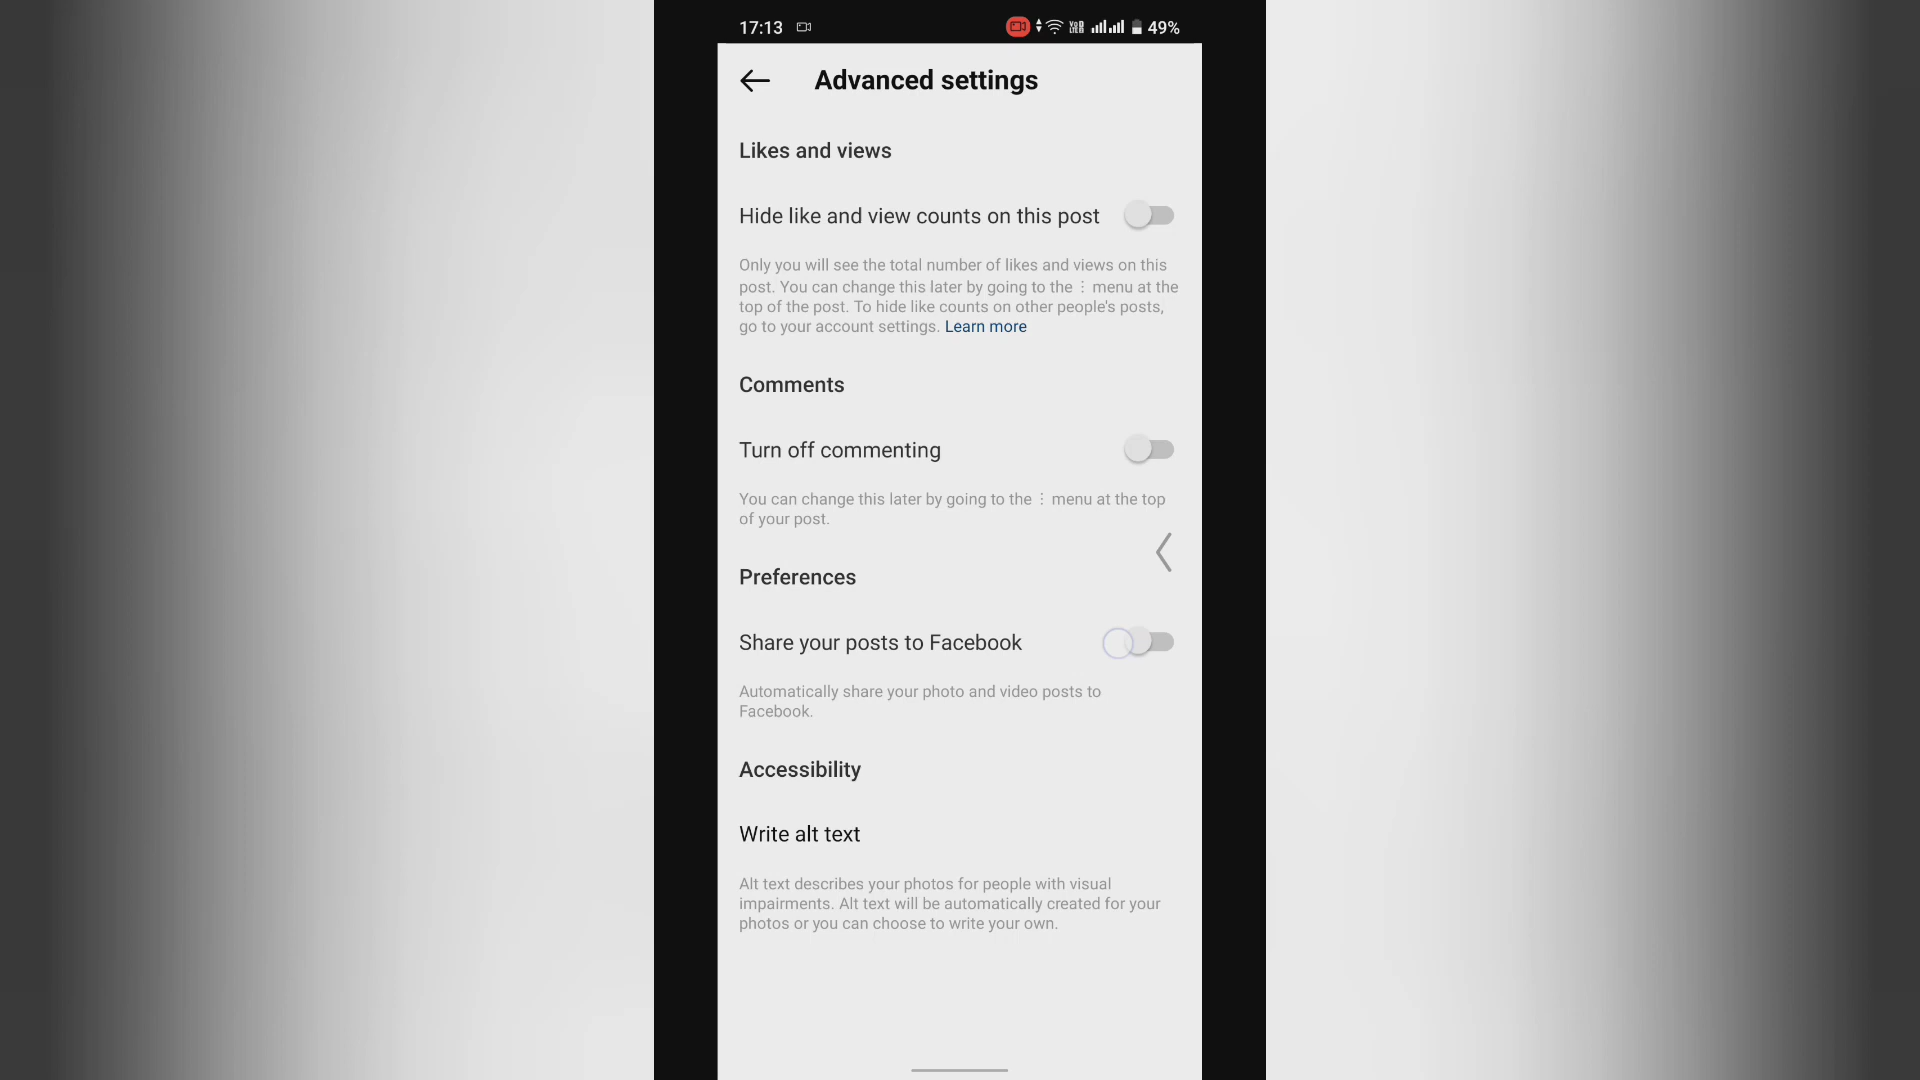 17:13
49%
Advanced settings
Likes and views
Hide like and view counts on this post
Only you will see the total number of likes and views on this
post. You can change this later by going to the ⋮ menu at the
top of the post. To hide like counts on other people's posts,
go to your account settings. Learn more
Comments
Turn off commenting
You can change this later by going to the ⋮ menu at the top
of your post.
Preferences
Share your posts to Facebook
Automatically share your photo and video posts to
Facebook.
Accessibility
Write alt text
Alt text describes your photos for people with visual
impairments. Alt text will be automatically created for your
photos or you can choose to write your own.